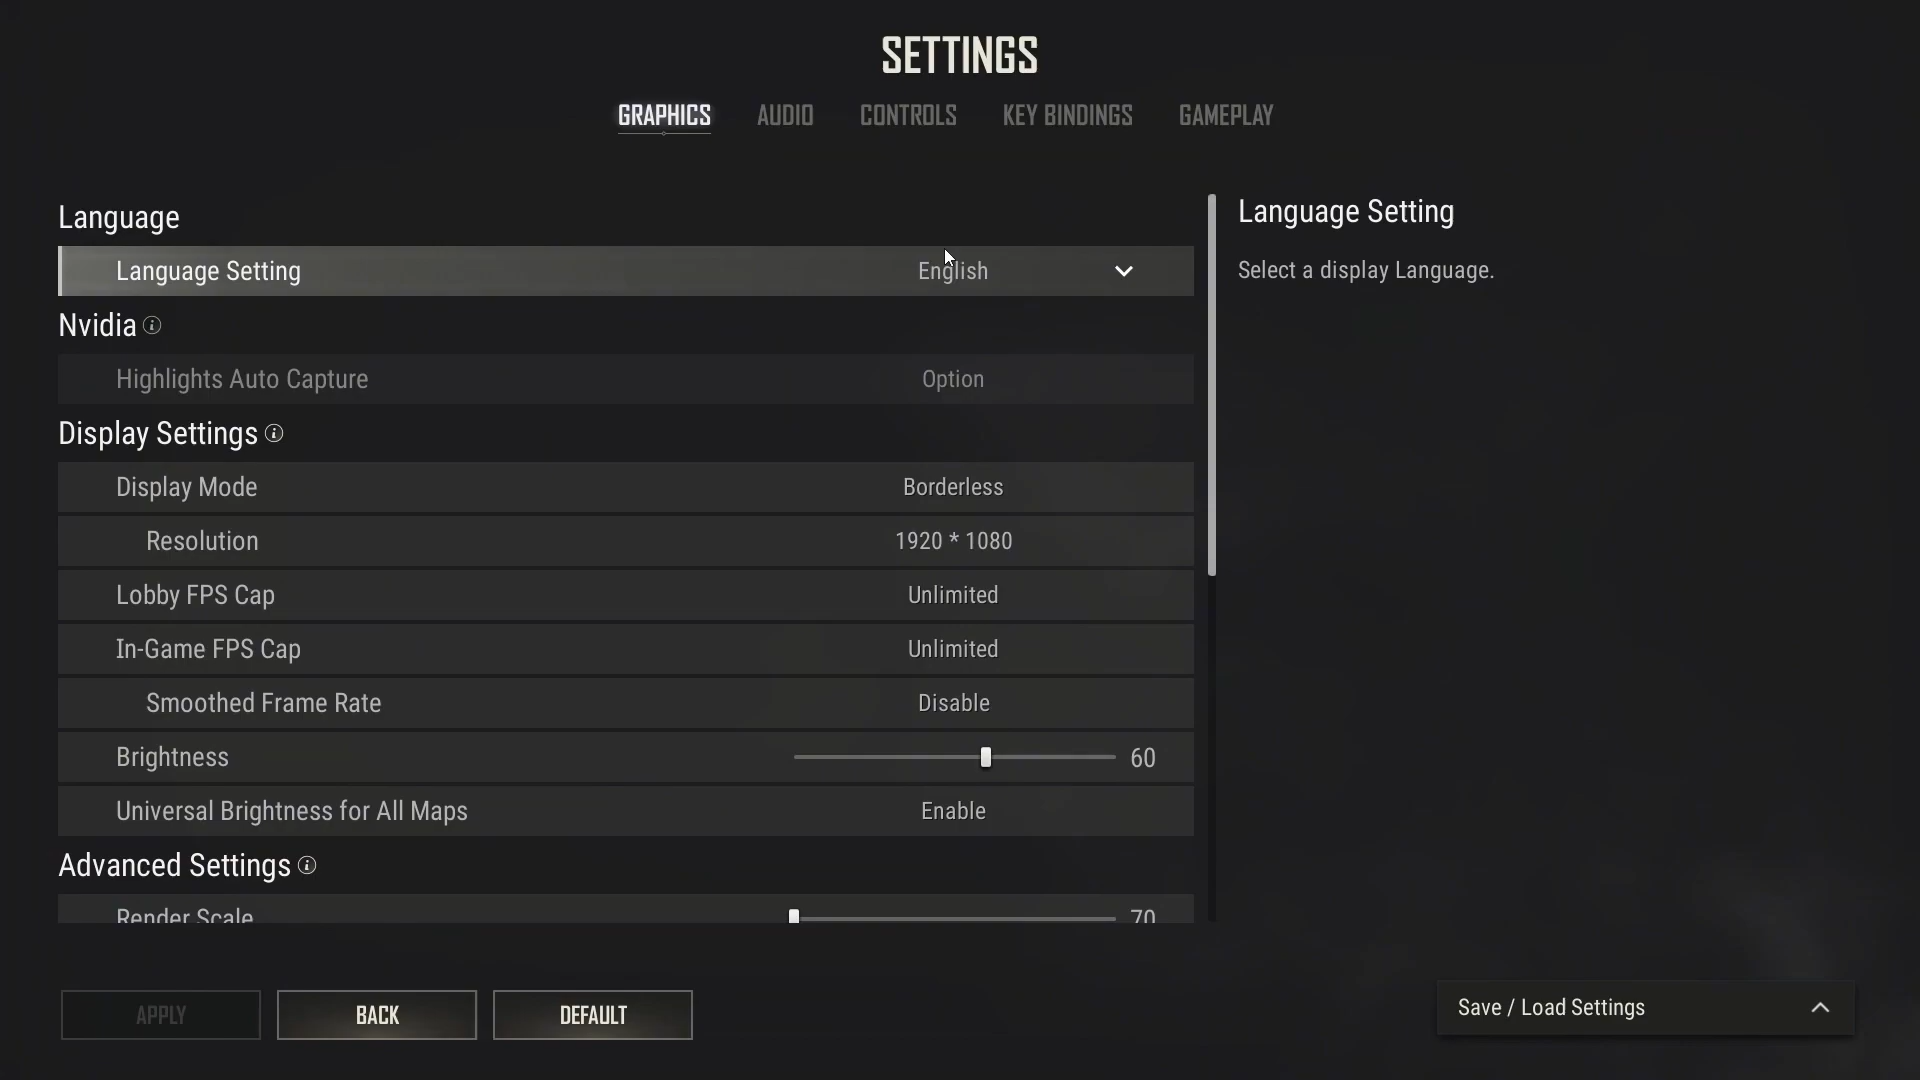 SETTINGS
GRAPHICS AUDIO CONTROLS KEY BINDINGS GAMEPLAY
Language
Language Setting English
Nvidia
Highlights Auto Capture Option
Display Settings
Display Mode Borderless
Resolution 1920 * 1080
Lobby FPS Cap Unlimited
In-Game FPS Cap Unlimited
Smoothed Frame Rate Disable
Brightness 60
Universal Brightness for All Maps Enable
Advanced Settings
Render Scale 70
Language Setting
Select a display Language.
APPLY BACK DEFAULT
Save / Load Settings